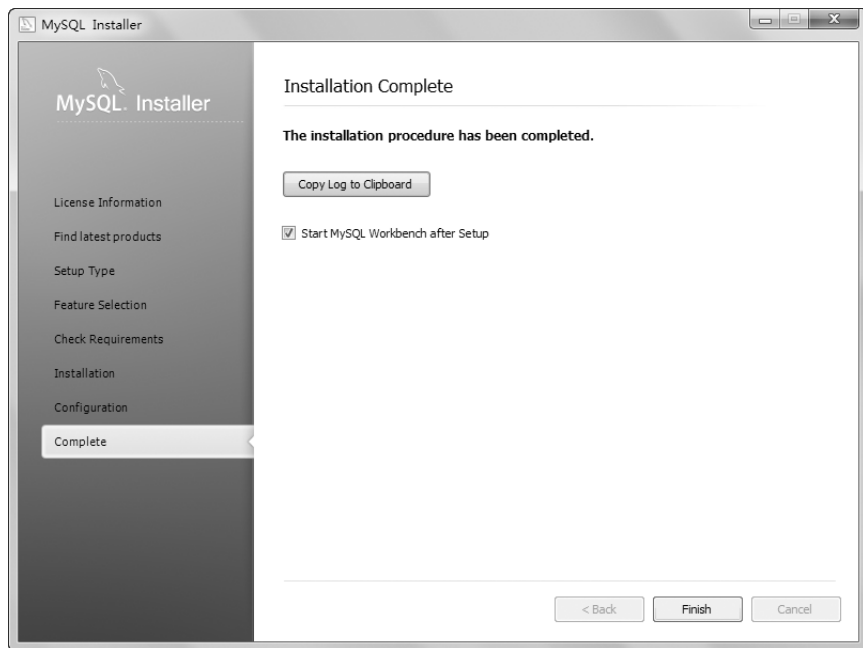 MySQL Installer
MySQL. Installer
License Information
Find latest products
Setup Type
Feature Selection
Check Requirements
Installation
Configuration
Complete
Installation Complete
The installation procedure has been completed.
Copy Log to Clipboard
Start MySQL Workbench after Setup
< Back
Finish
Cancel